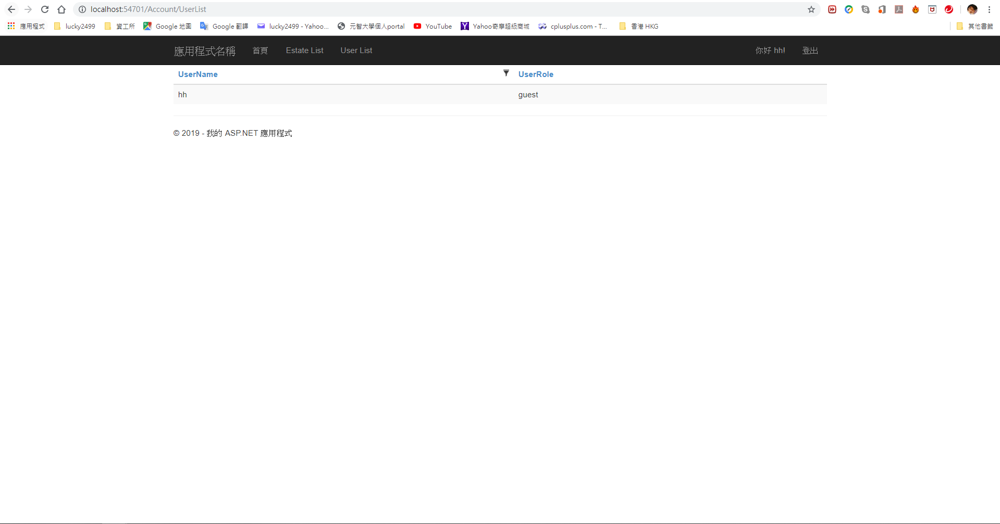 localhost:54701/Account/UserList
應用程式 lucky2499 資工所 Google 地圖 Google 翻譯 lucky2499 - Yahoo... 元智大學個人portal YouTube Yahoo奇摩超級商城 cplusplus.com - T... 香港 HKG 其他書籤
應用程式名稱 首頁 Estate List User List 你好 hh! 登出
UserName UserRole
hh guest
© 2019 - 我的 ASP.NET 應用程式